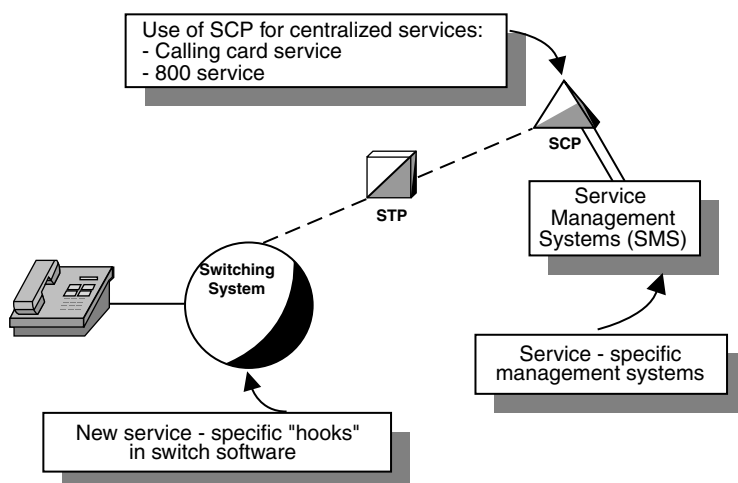 Use of SCP for centralized services:
- Calling card service
- 800 service
SCP
STP
Service
Management
Systems (SMS)
Switching
System
Service - specific
management systems
New service - specific "hooks"
in switch software